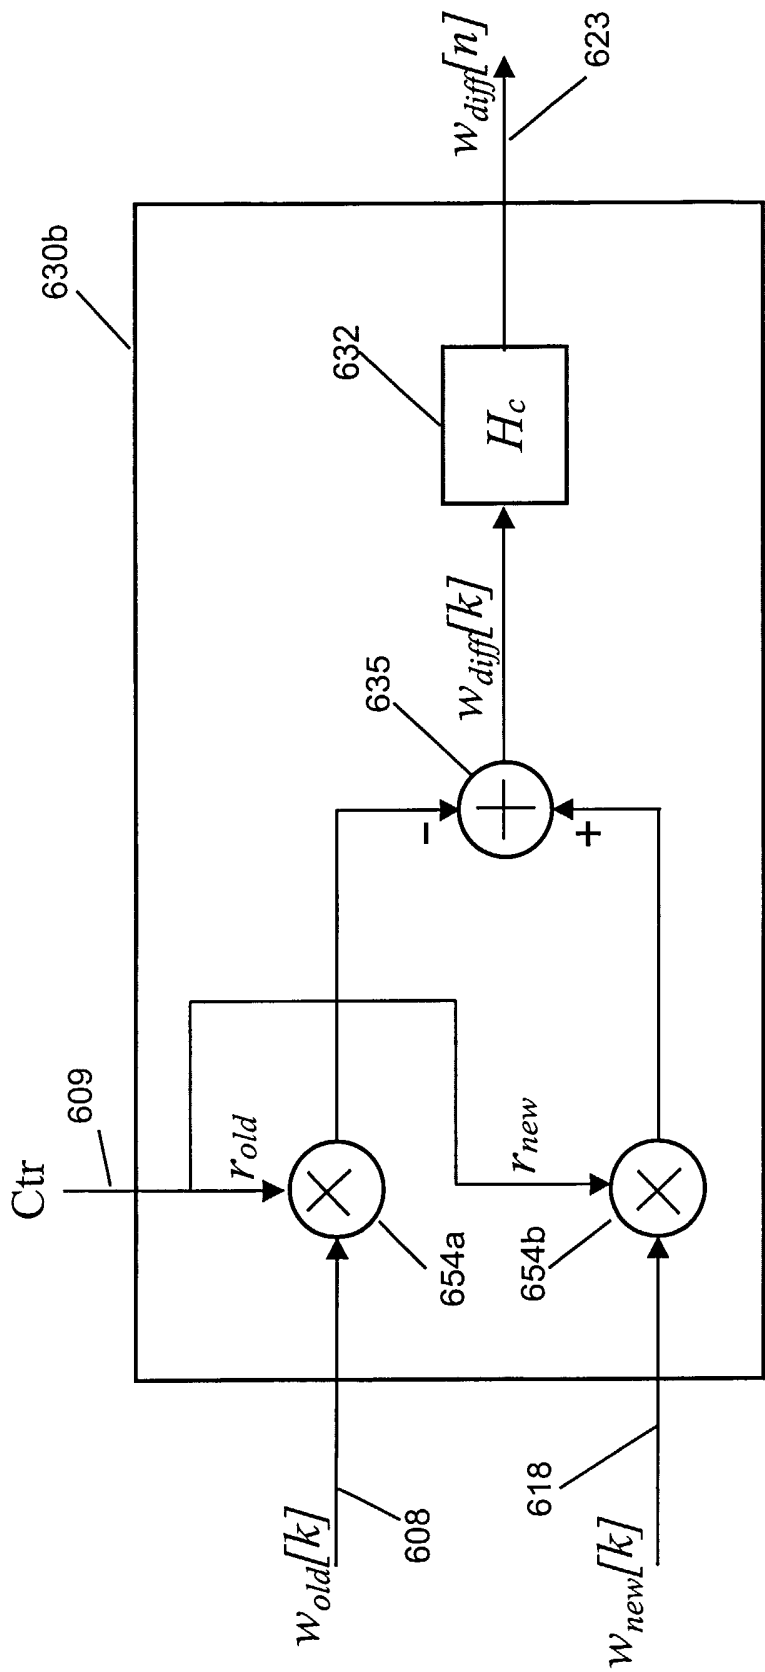 Ctr
609
630b
r_old
r_new
w_old[k]
608
w_new[k]
618
654a
654b
-
+
635
w_diff[k]
632
H_c
w_diff[n]
623